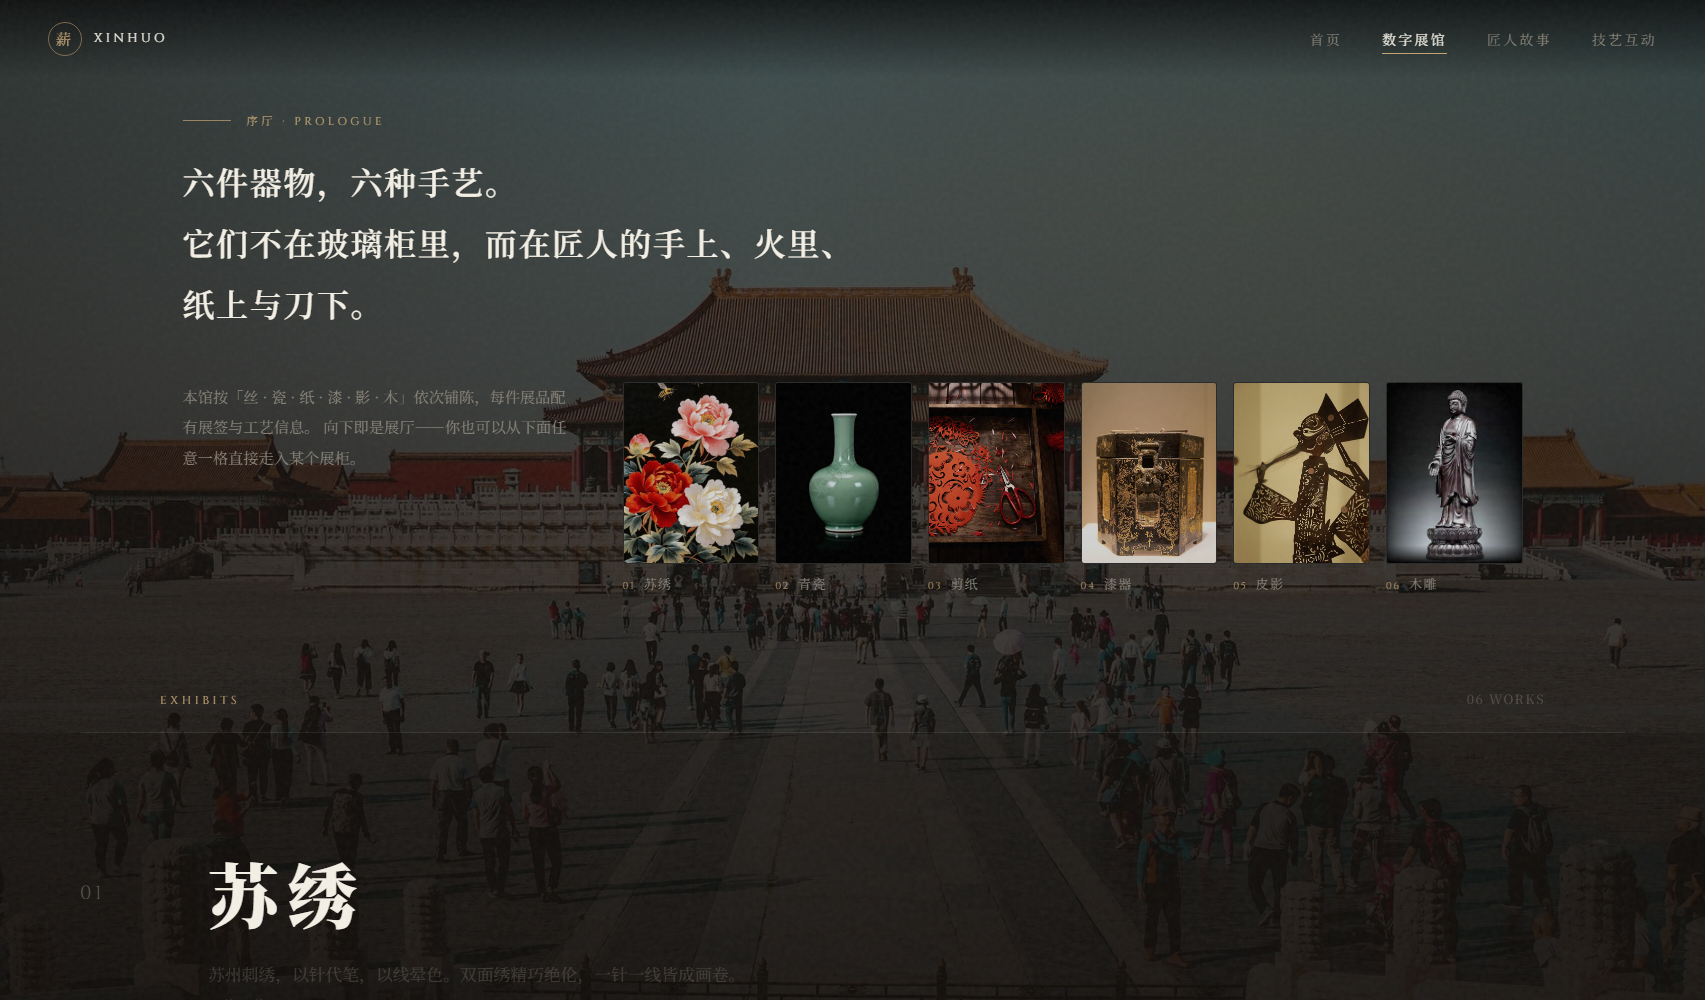 薪 XINHUO
首页 数字展馆 匠人故事 技艺互动
序厅 · PROLOGUE
六件器物，六种手艺。
它们不在玻璃柜里，而在匠人的手上、火里、
纸上与刀下。
本馆按「丝 · 瓷 · 纸 · 漆 · 影 · 木」依次铺陈，每件展品配
有展签与工艺信息。 向下即是展厅——你也可以从下面任
意一格直接走入某个展柜。
01 苏绣
02 青瓷
03 剪纸
04 漆器
05 皮影
06 木雕
EXHIBITS
06 WORKS
01
苏绣
苏州刺绣，以针代笔，以线晕色。双面绣精巧绝伦，一针一线皆成画卷。